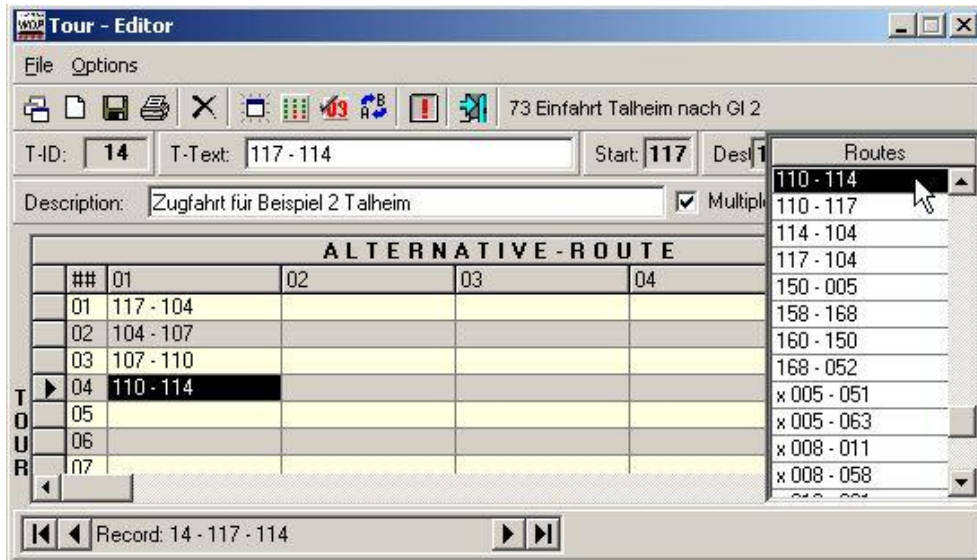 Tour - Editor
File Options
73 Einfahrt Talheim nach Gl 2
T-ID: 14 T-Text: 117 - 114 Start: 117
Routes
Description: Zugfahrt für Beispiel 2 Talheim
ALTERNATIVE-ROUTE
## 01 02 03 04
01 117 - 104
02 104 - 107
03 107 - 110
04 110 - 114
05
06
07
TOUR
110 - 114
110 - 117
114 - 104
117 - 104
150 - 005
158 - 168
160 - 150
168 - 052
x 005 - 051
x 005 - 063
x 008 - 011
x 008 - 058
Record: 14 - 117 - 114